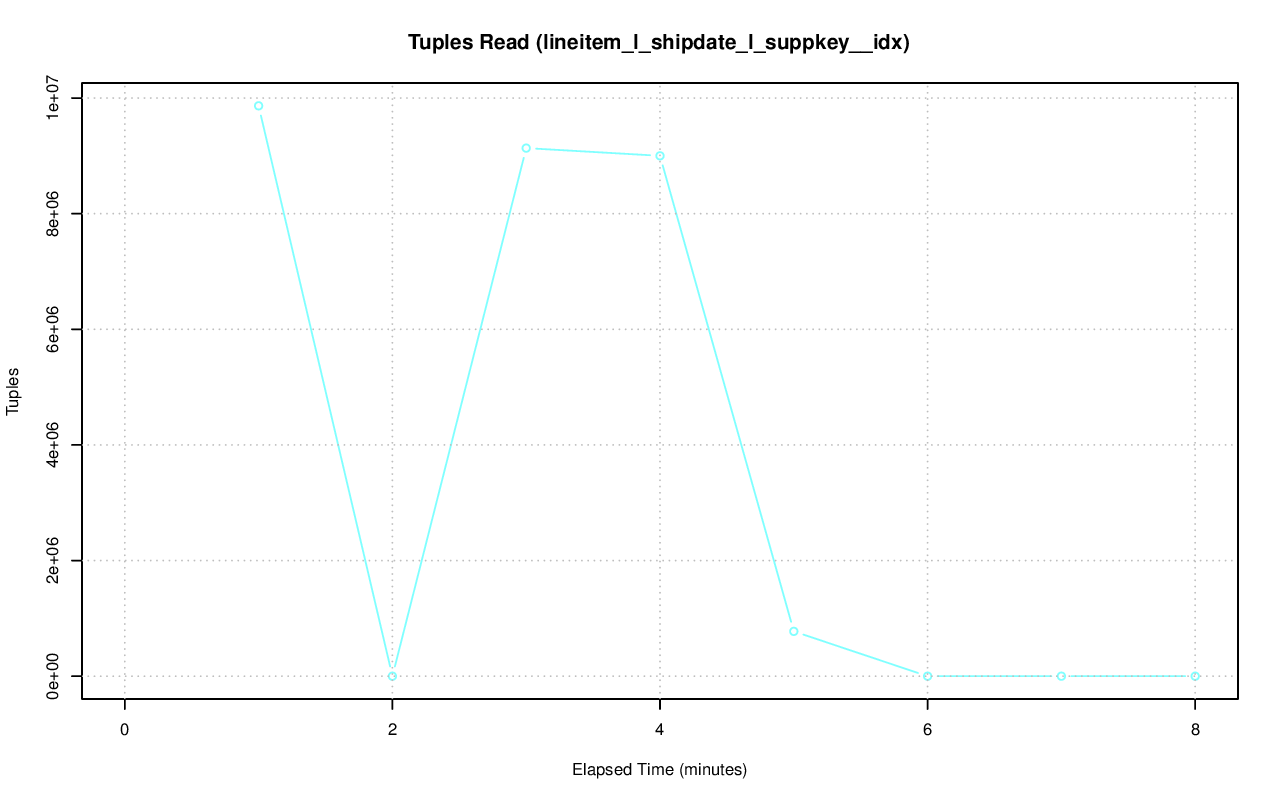 Tuples Read (lineitem_l_shipdate_l_suppkey__idx)
Tuples
1e+07
8e+06
6e+06
4e+06
2e+06
0e+00
0 2 4 6 8
Elapsed Time (minutes)